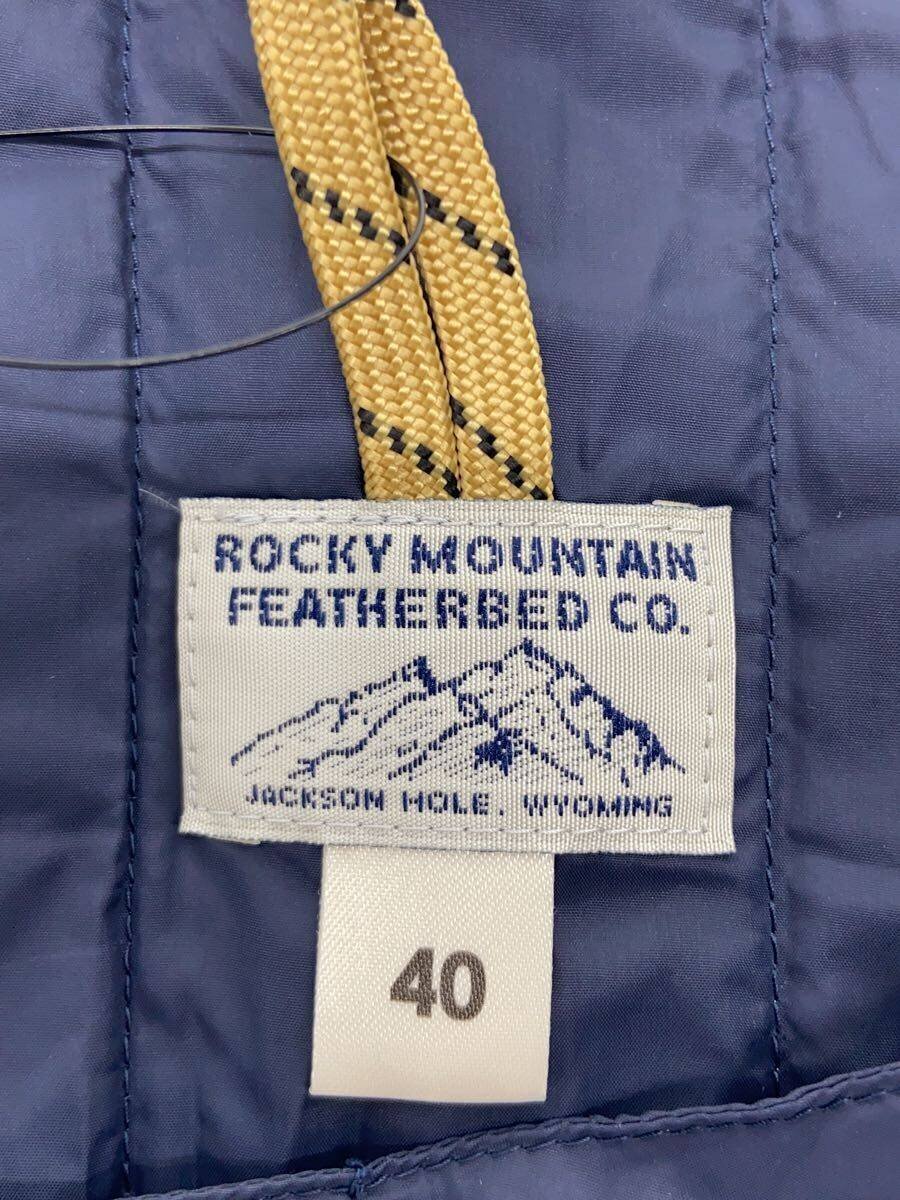 ROCKY MOUNTAIN
FEATHERBED CO.
JACKSON HOLE, WYOMING
40